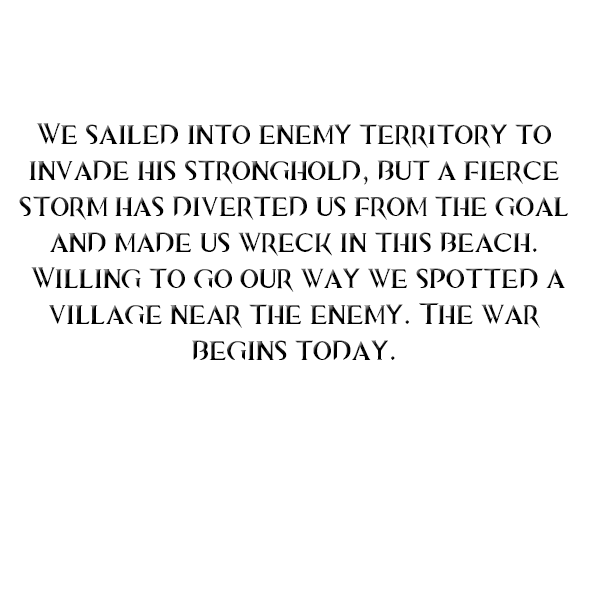 We sailed into enemy territory to
invade his stronghold, but a fierce
storm has diverted us from the goal
and made us wreck in this beach.
Willing to go our way we spotted a
village near the enemy. The war
begins today.